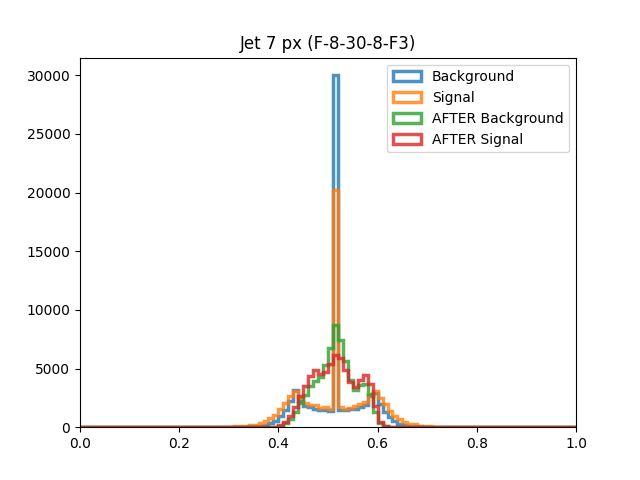 Jet 7 px (F-8-30-8-F3)
30000
25000
20000
15000
10000
5000
0
0.0 0.2 0.4 0.6 0.8 1.0
Background
Signal
AFTER Background
AFTER Signal